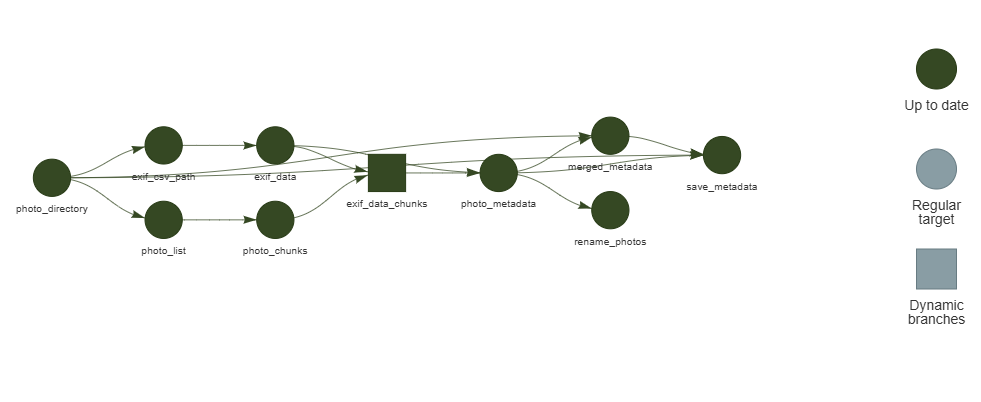 photo_directory
exif_csv_path
photo_list
exif_data
photo_chunks
exif_data_chunks
photo_metadata
merged_metadata
rename_photos
save_metadata
Up to date
Regular
target
Dynamic
branches